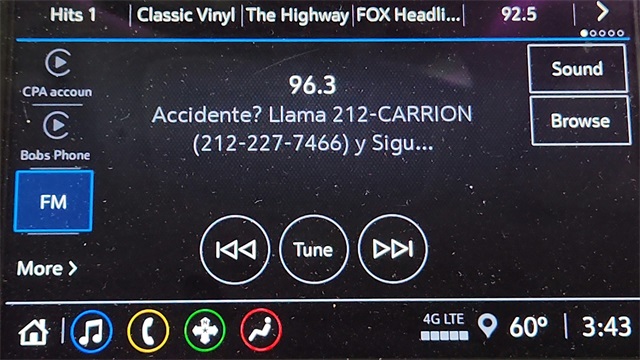 Hits 1 Classic Vinyl The Highway FOX Headli... 92.5
CPA accoun
Bobs Phone
FM
More
96.3
Accidente? Llama 212-CARRION
(212-227-7466) y Sigu...
Tune
Sound
Browse
4G LTE
60° 3:43